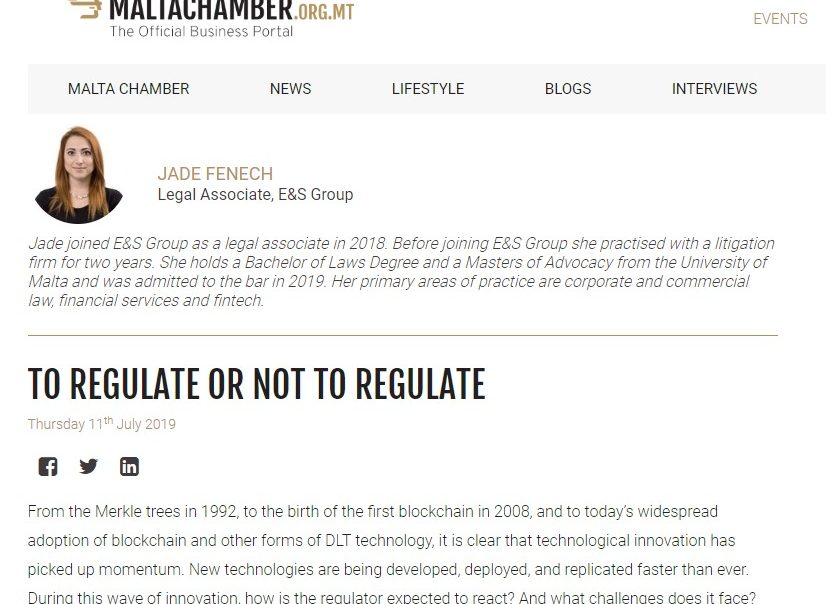 MALTACHAMBER.ORG.MT
The Official Business Portal
EVENTS
MALTA CHAMBER NEWS LIFESTYLE BLOGS INTERVIEWS
JADE FENECH
Legal Associate, E&S Group
Jade joined E&S Group as a legal associate in 2018. Before joining E&S Group she practised with a litigation
firm for two years. She holds a Bachelor of Laws Degree and a Masters of Advocacy from the University of
Malta and was admitted to the bar in 2019. Her primary areas of practice are corporate and commercial
law, financial services and fintech.
TO REGULATE OR NOT TO REGULATE
Thursday 11th July 2019
From the Merkle trees in 1992, to the birth of the first blockchain in 2008, and to today’s widespread
adoption of blockchain and other forms of DLT technology, it is clear that technological innovation has
picked up momentum. New technologies are being developed, deployed, and replicated faster than ever.
During this wave of innovation, how is the regulator expected to react? And what challenges does it face?